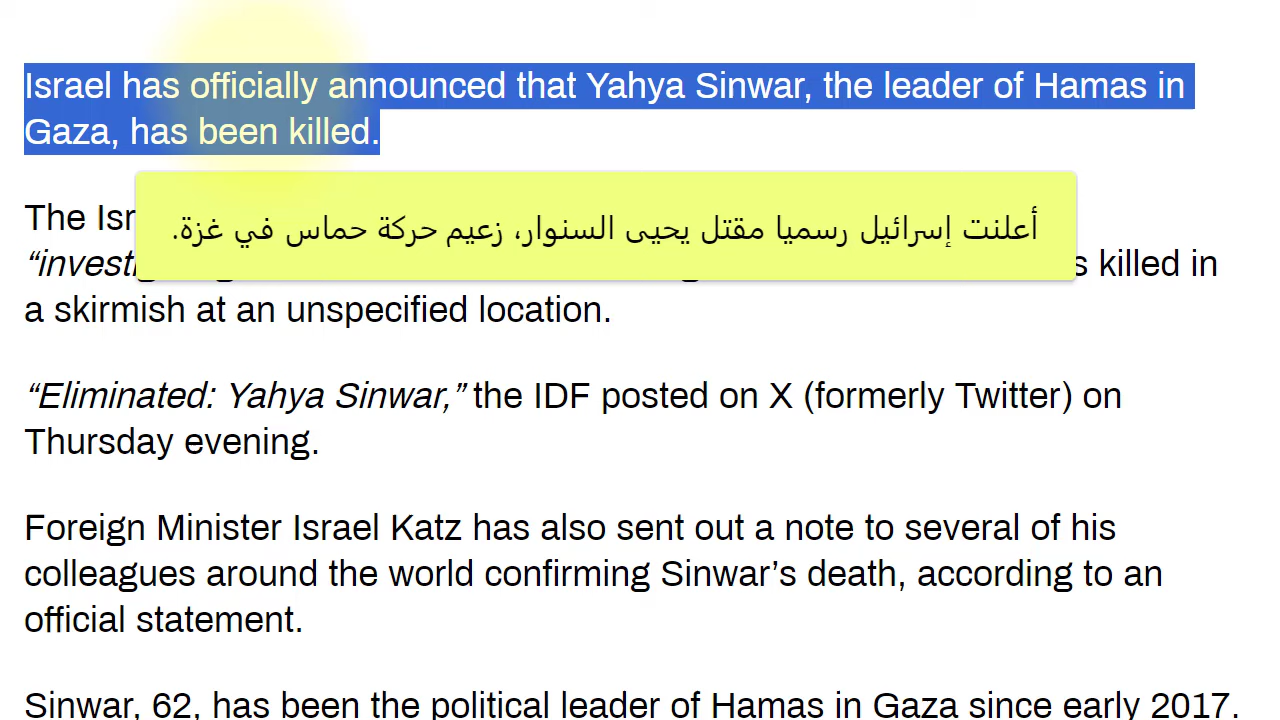 Israel has officially announced that Yahya Sinwar, the leader of Hamas in
Gaza, has been killed.
أعلنت إسرائيل رسميا مقتل يحيى السنوار، زعيم حركة حماس في غزة.
The
“
killed in
a skirmish at an unspecified location.
“Eliminated: Yahya Sinwar,” the IDF posted on X (formerly Twitter) on
Thursday evening.
Foreign Minister Israel Katz has also sent out a note to several of his
colleagues around the world confirming Sinwar’s death, according to an
official statement.
Sinwar, 62, has been the political leader of Hamas in Gaza since early 2017.